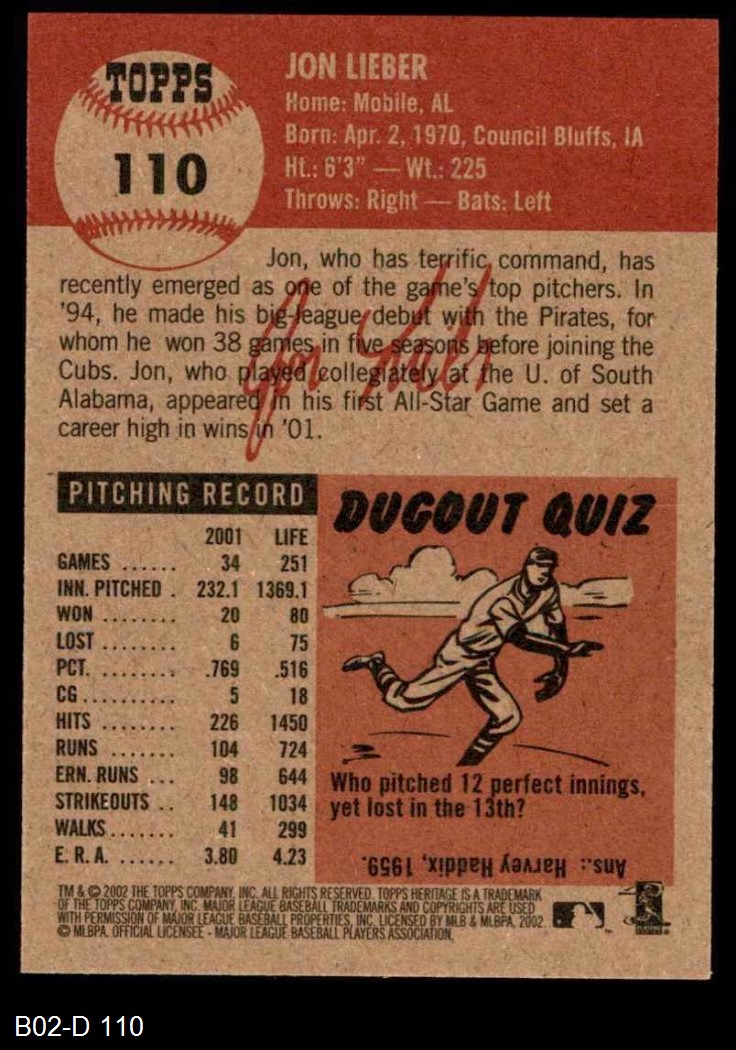 TOPPS
110
JON LIEBER
Home: Mobile, AL
Born: Apr. 2, 1970, Council Bluffs, IA
Ht.: 6'3" — Wt.: 225
Throws: Right — Bats: Left
Jon, who has terrific command, has
recently emerged as one of the game's top pitchers. In
'94, he made his big-league debut with the Pirates, for
whom he won 38 games in five seasons before joining the
Cubs. Jon, who played collegiately at the U. of South
Alabama, appeared in his first All-Star Game and set a
career high in wins in '01.
Jon Lieber
PITCHING RECORD
2001 LIFE
GAMES ...... 34 251
INN. PITCHED . 232.1 1369.1
WON ........ 20 80
LOST ........ 6 75
PCT. ........ .769 .516
CG .......... 5 18
HITS ........ 226 1450
RUNS ....... 104 724
ERN. RUNS ... 98 644
STRIKEOUTS .. 148 1034
WALKS ....... 41 299
E. R. A. ...... 3.80 4.23
DUGOUT QUIZ
Who pitched 12 perfect innings,
yet lost in the 13th?
Ans.: Harvey Haddix, 1959.
TM & © 2002 THE TOPPS COMPANY, INC. ALL RIGHTS RESERVED. TOPPS HERITAGE IS A TRADEMARK
OF THE TOPPS COMPANY, INC. MAJOR LEAGUE BASEBALL TRADEMARKS AND COPYRIGHTS ARE USED
WITH PERMISSION OF MAJOR LEAGUE BASEBALL PROPERTIES, INC. LICENSED BY MLB & MLBPA, 2002.
© MLBPA. OFFICIAL LICENSEE - MAJOR LEAGUE BASEBALL PLAYERS ASSOCIATION.
B02-D 110